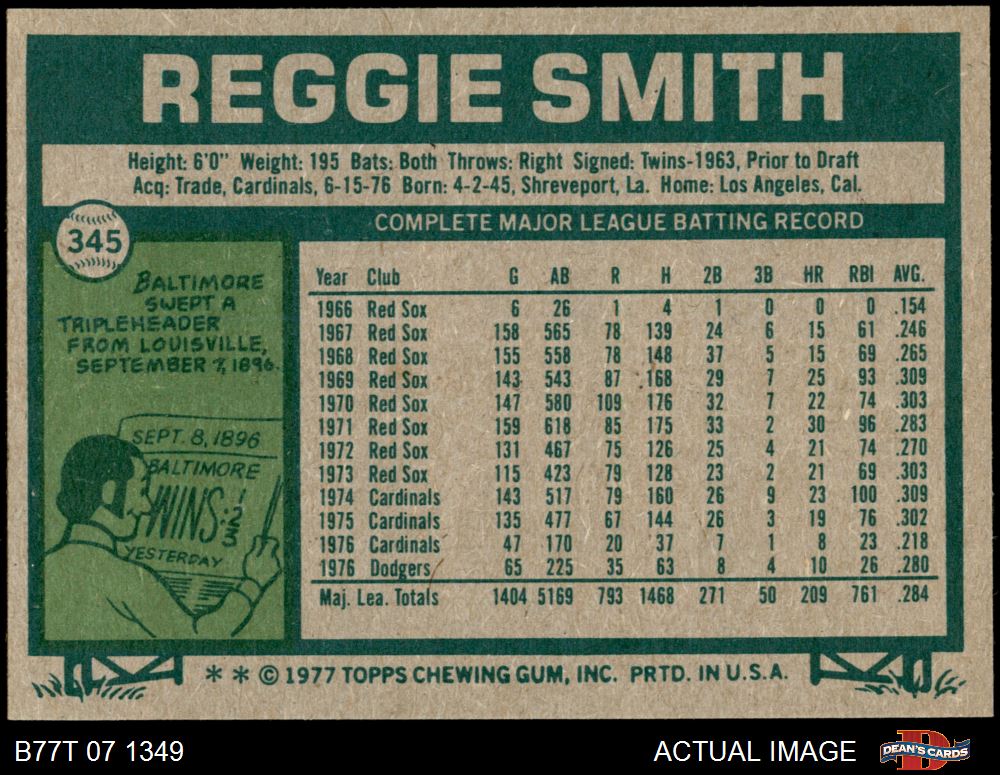 REGGIE SMITH
Height: 6'0" Weight: 195 Bats: Both Throws: Right Signed: Twins-1963, Prior to Draft
Acq: Trade, Cardinals, 6-15-76 Born: 4-2-45, Shreveport, La. Home: Los Angeles, Cal.
345
COMPLETE MAJOR LEAGUE BATTING RECORD
BALTIMORE
SWEPT A
TRIPLEHEADER
FROM LOUISVILLE,
SEPTEMBER 7, 1896.
SEPT. 8, 1896
BALTIMORE
WINS 1
2
3
YESTERDAY
Year Club G AB R H 2B 3B HR RBI AVG.
1966 Red Sox 6 26 1 4 1 0 0 0 .154
1967 Red Sox 158 565 78 139 24 6 15 61 .246
1968 Red Sox 155 558 78 148 37 5 15 69 .265
1969 Red Sox 143 543 87 168 29 7 25 93 .309
1970 Red Sox 147 580 109 176 32 7 22 74 .303
1971 Red Sox 159 618 85 175 33 2 30 96 .283
1972 Red Sox 131 467 75 126 25 4 21 74 .270
1973 Red Sox 115 423 79 128 23 2 21 69 .303
1974 Cardinals 143 517 79 160 26 9 23 100 .309
1975 Cardinals 135 477 67 144 26 3 19 76 .302
1976 Cardinals 47 170 20 37 7 1 8 23 .218
1976 Dodgers 65 225 35 63 8 4 10 26 .280
Maj. Lea. Totals 1404 5169 793 1468 271 50 209 761 .284
* * © 1977 TOPPS CHEWING GUM, INC. PRTD. IN U.S.A.
B77T 07 1349
ACTUAL IMAGE
D
DEAN'S CARDS